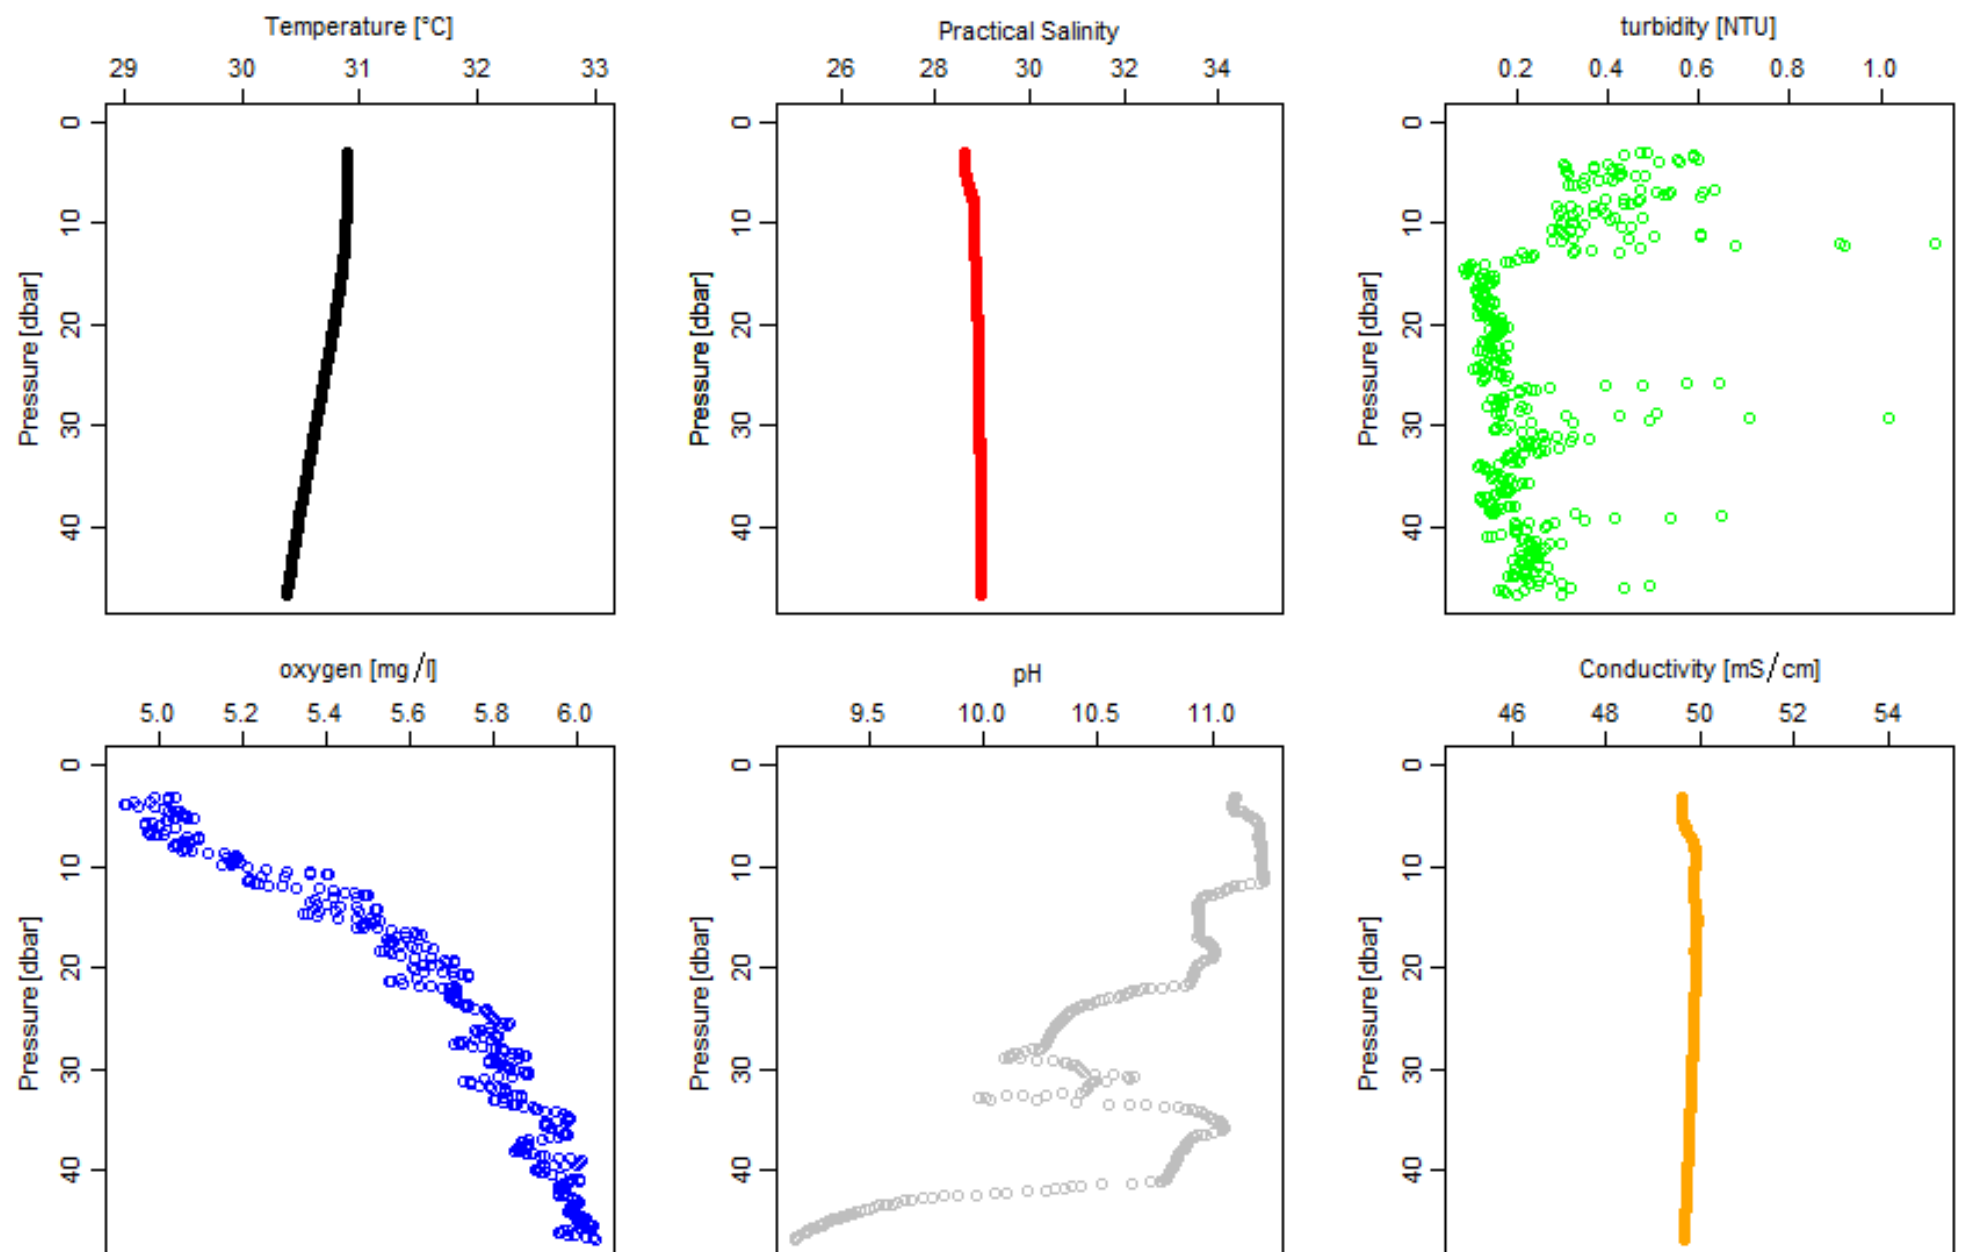 Temperature [°C]
29 30 31 32 33
Pressure [dbar]
0 10 20 30 40
Practical Salinity
26 28 30 32 34
Pressure [dbar]
0 10 20 30 40
turbidity [NTU]
0.2 0.4 0.6 0.8 1.0
Pressure [dbar]
0 10 20 30 40
oxygen [mg/l]
5.0 5.2 5.4 5.6 5.8 6.0
Pressure [dbar]
0 10 20 30 40
pH
9.5 10.0 10.5 11.0
Pressure [dbar]
0 10 20 30 40
Conductivity [mS/cm]
46 48 50 52 54
Pressure [dbar]
0 10 20 30 40